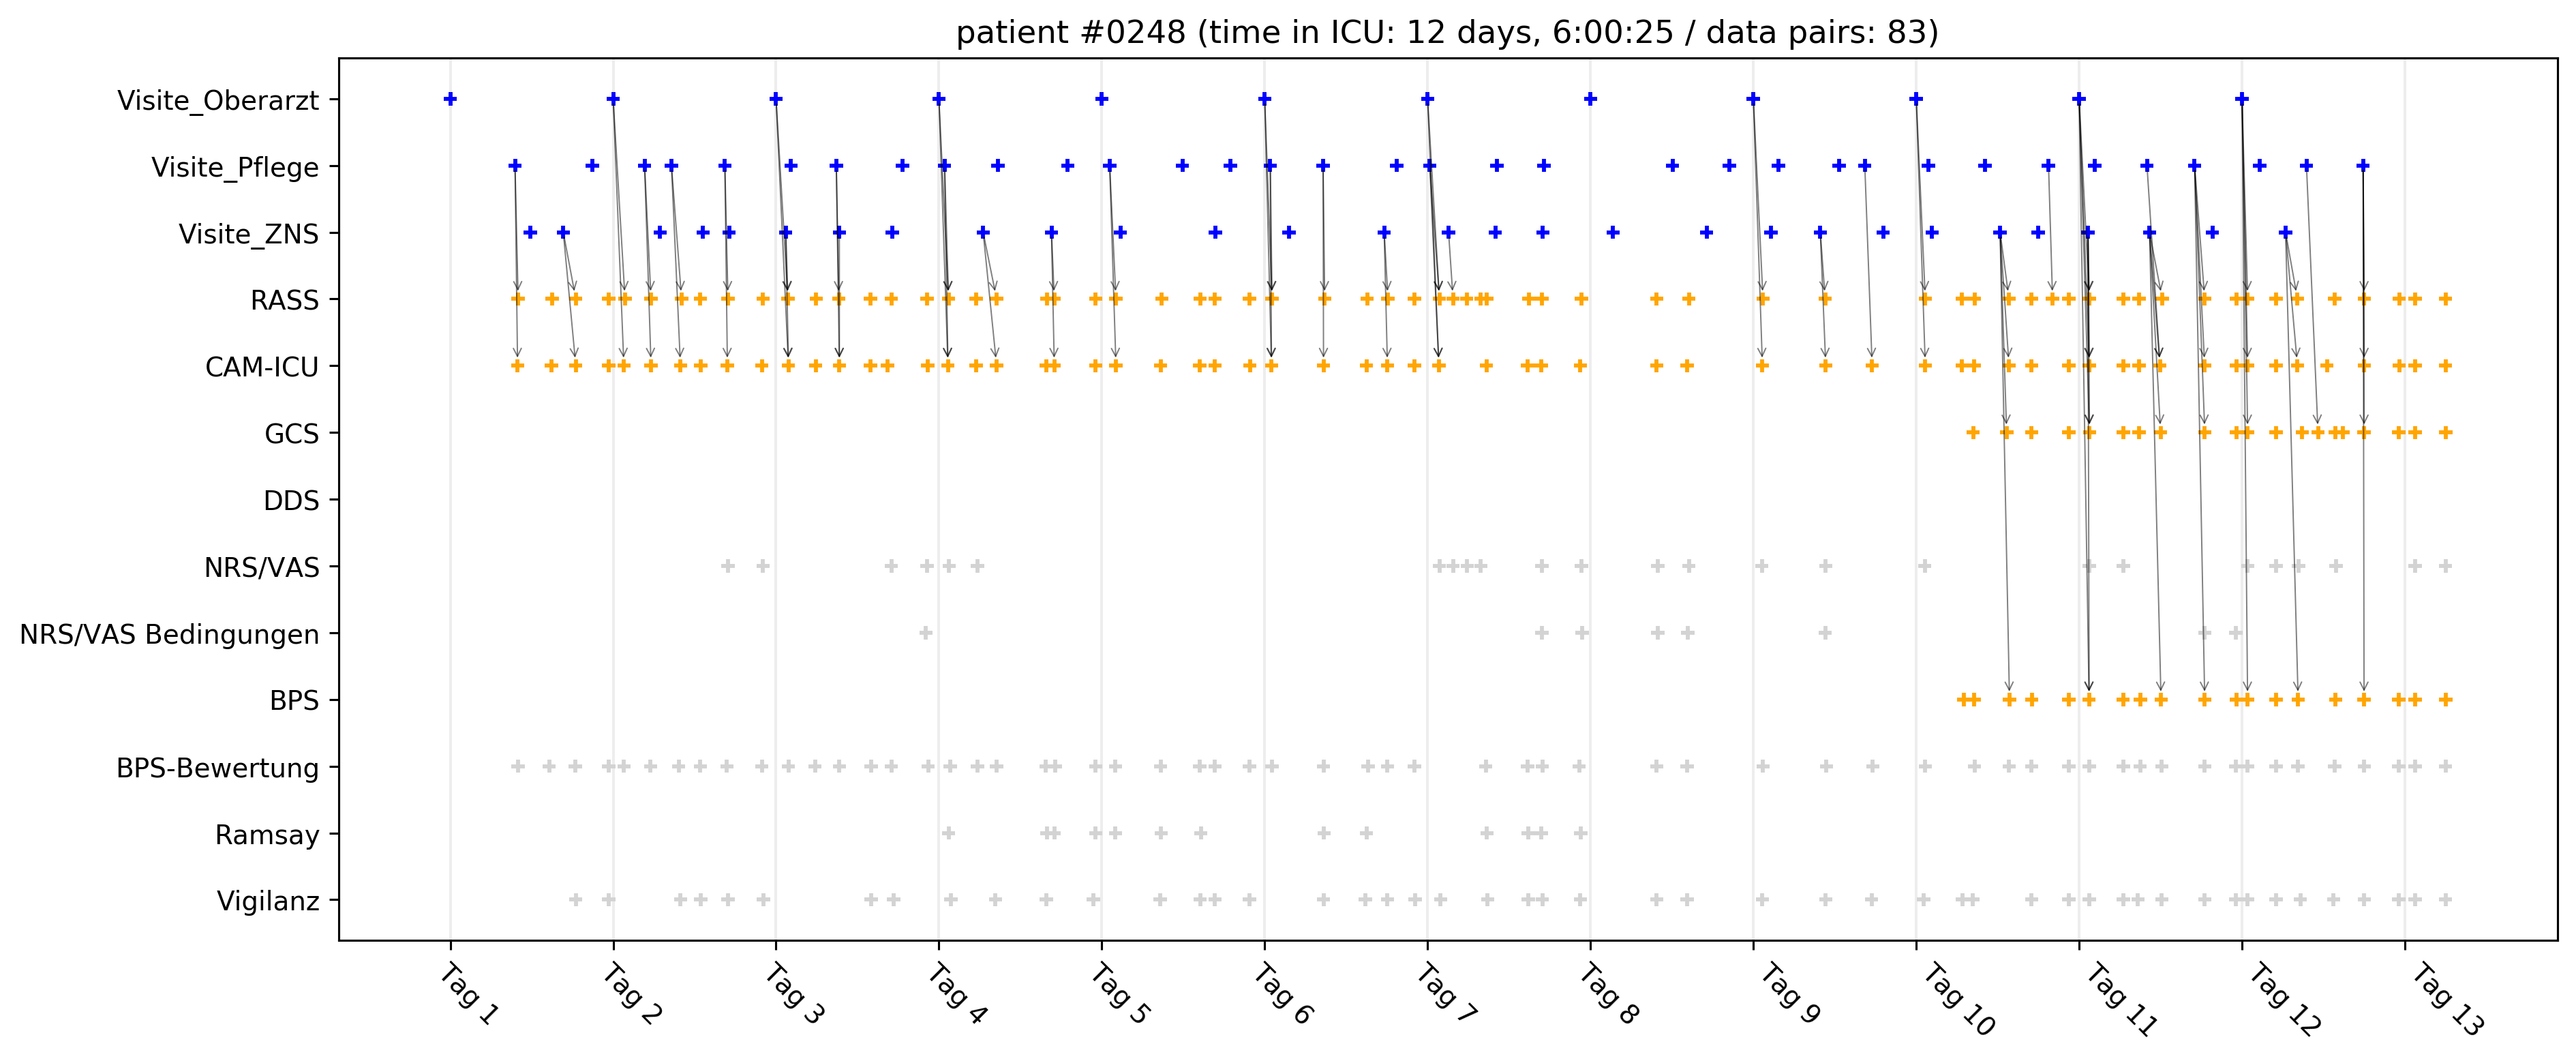 patient #0248 (time in ICU: 12 days, 6:00:25 / data pairs: 83)
Visite_Oberarzt
Visite_Pflege
Visite_ZNS
RASS
CAM-ICU
GCS
DDS
NRS/VAS
NRS/VAS Bedingungen
BPS
BPS-Bewertung
Ramsay
Vigilanz
Tag 1
Tag 2
Tag 3
Tag 4
Tag 5
Tag 6
Tag 7
Tag 8
Tag 9
Tag 10
Tag 11
Tag 12
Tag 13